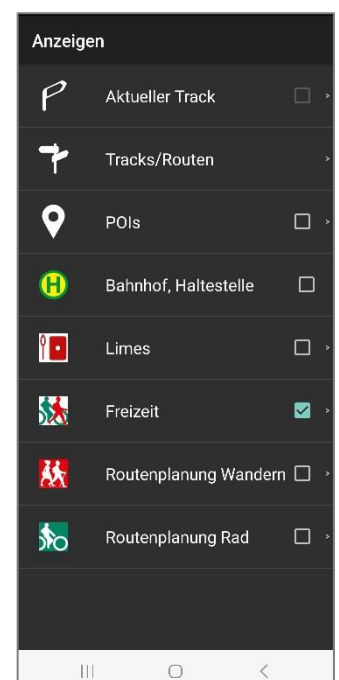 Anzeigen
Aktueller Track
Tracks/Routen
POIs
H Bahnhof, Haltestelle
Limes
Freizeit
Routenplanung Wandern
Routenplanung Rad